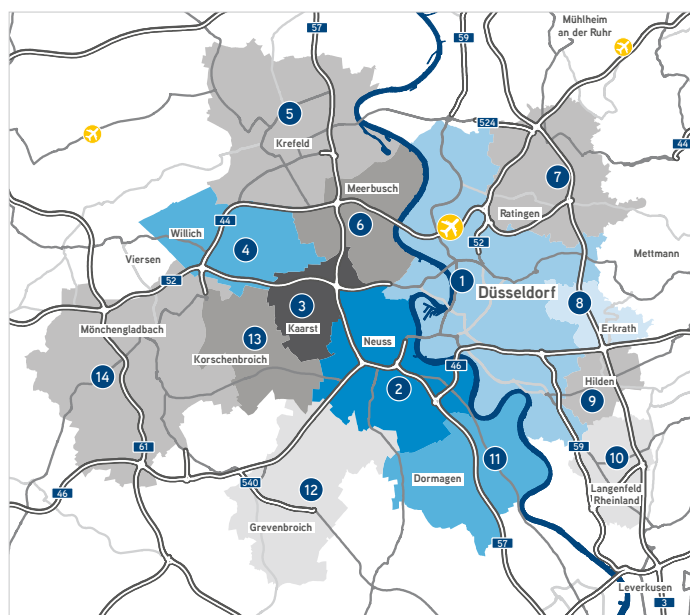 57
59
Mühlheim
an der Ruhr
5
Krefeld
524
44
7
Meerbusch
Ratingen
44
Willich
4
6
52
Mettmann
Viersen
52
1
Düsseldorf
3
Kaarst
8
Erkrath
Mönchengladbach
13
Korschenbroich
Neuss
14
2
46
Hilden
9
61
59
10
46
540
12
11
Dormagen
Langenfeld
Rheinland
Grevenbroich
57
Leverkusen
3